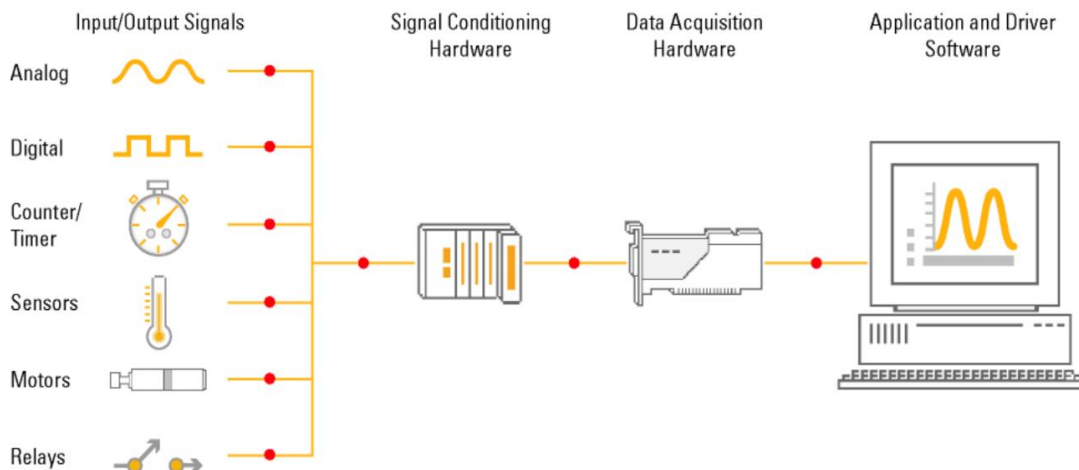 Input/Output Signals
Signal Conditioning
Hardware
Data Acquisition
Hardware
Application and Driver
Software
Analog
Digital
Counter/
Timer
Sensors
Motors
Relays